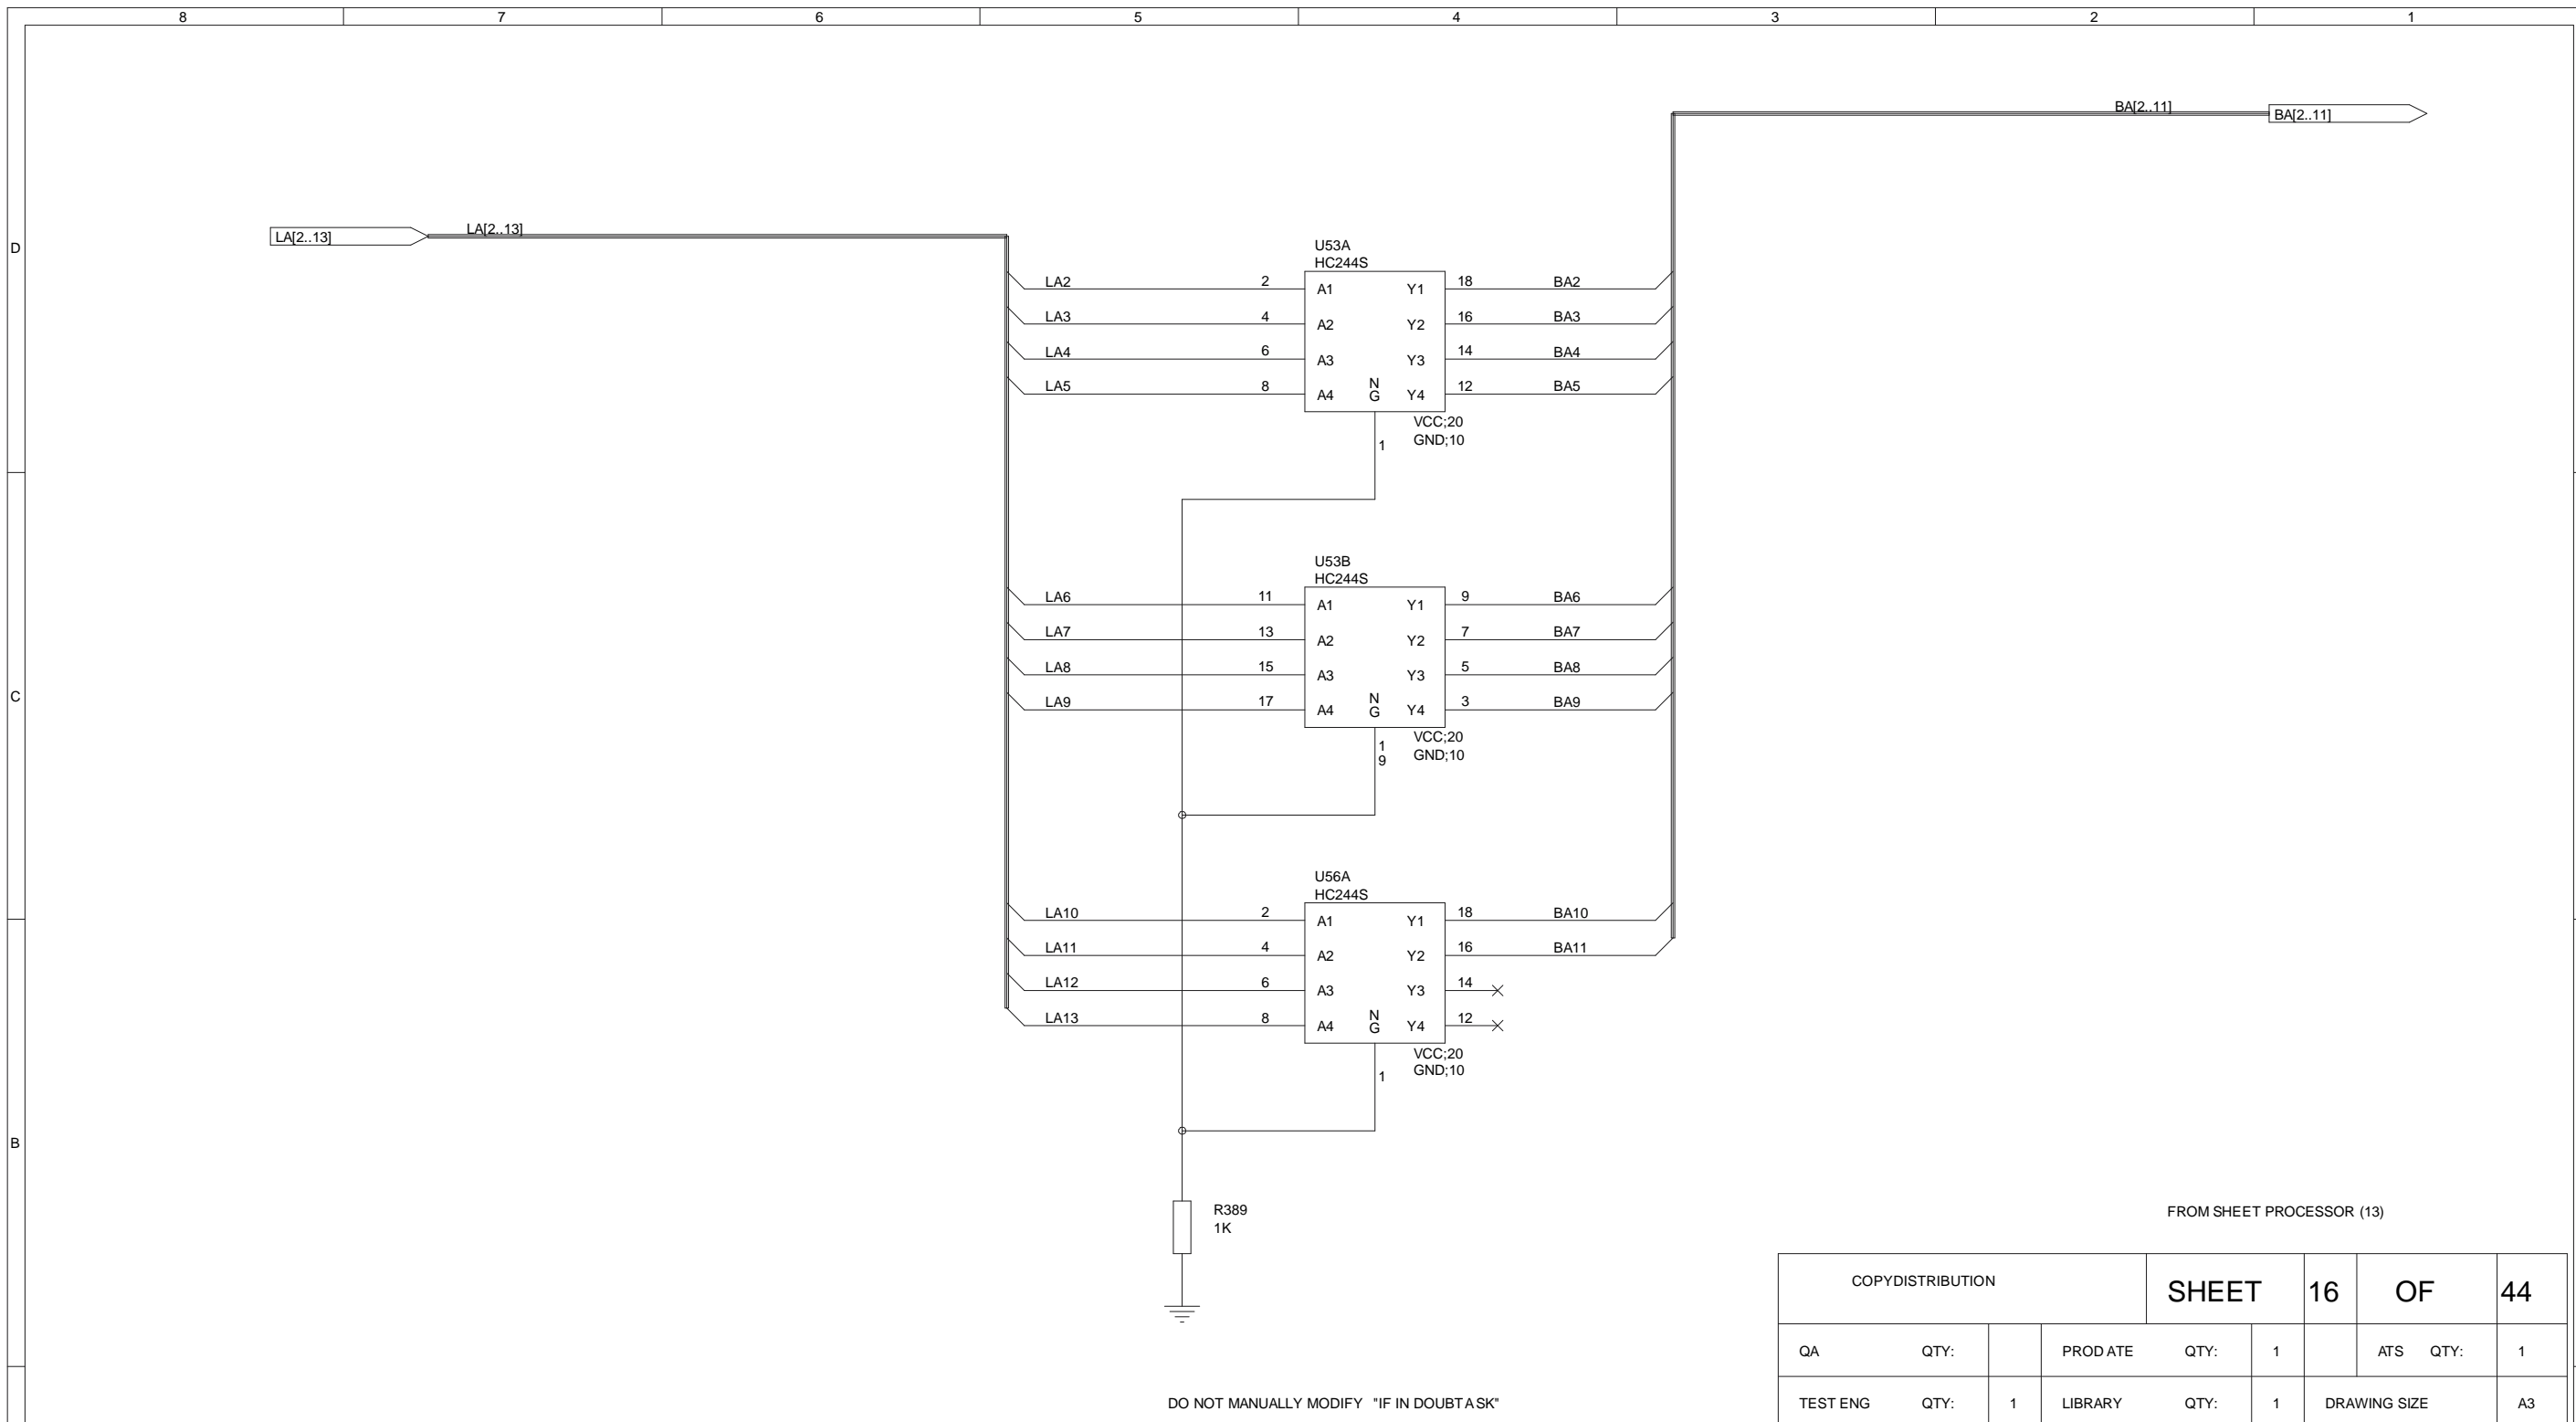 8 7 6 5 4 3 2 1
BA[2..11]
BA[2..11]
D
LA[2..13]
LA[2..13]
U53A
HC244S
LA2 2 A1 Y1 18 BA2
LA3 4 A2 Y2 16 BA3
LA4 6 A3 Y3 14 BA4
LA5 8 A4 N G Y4 12 BA5
VCC;20
1 GND;10
U53B
HC244S
LA6 11 A1 Y1 9 BA6
LA7 13 A2 Y2 7 BA7
LA8 15 A3 Y3 5 BA8
C
LA9 17 A4 N G Y4 3 BA9
VCC;20
1 9 GND;10
U56A
HC244S
LA10 2 A1 Y1 18 BA10
LA11 4 A2 Y2 16 BA11
LA12 6 A3 Y3 14
LA13 8 A4 N G Y4 12
VCC;20
1 GND;10
B
R389
1K
FROM SHEET PROCESSOR (13)
COPYDISTRIBUTION SHEET 16 OF 44
QA QTY: PROD ATE QTY: 1 ATS QTY: 1
TEST ENG QTY: 1 LIBRARY QTY: 1 DRAWING SIZE A3
DO NOT MANUALLY MODIFY "IF IN DOUBT ASK"